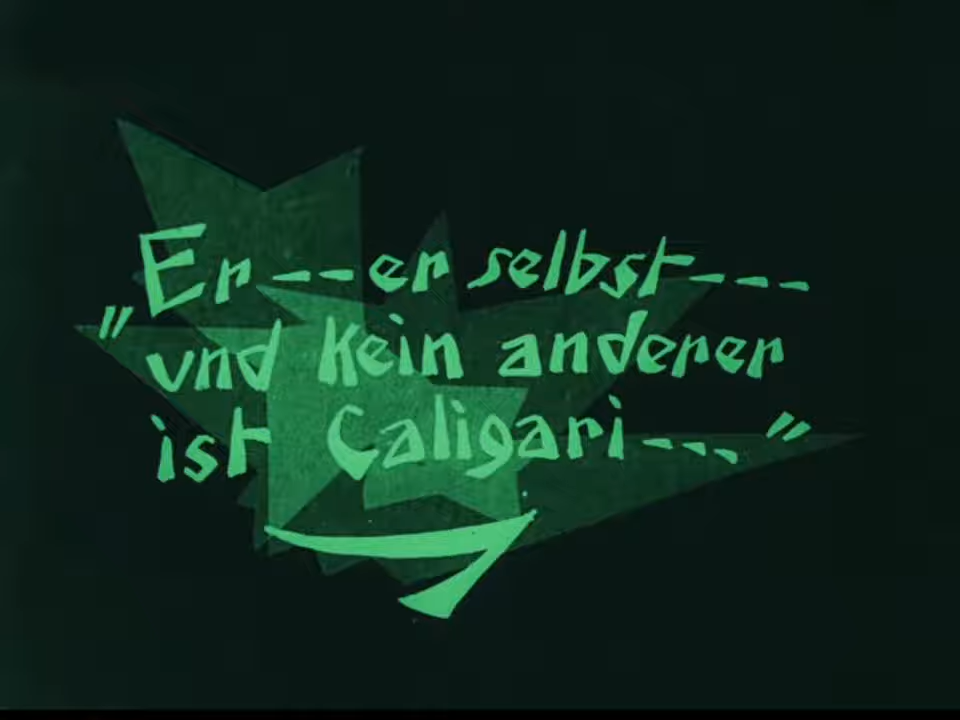 Er--er selbst---
"und kein anderer
ist Caligari---"